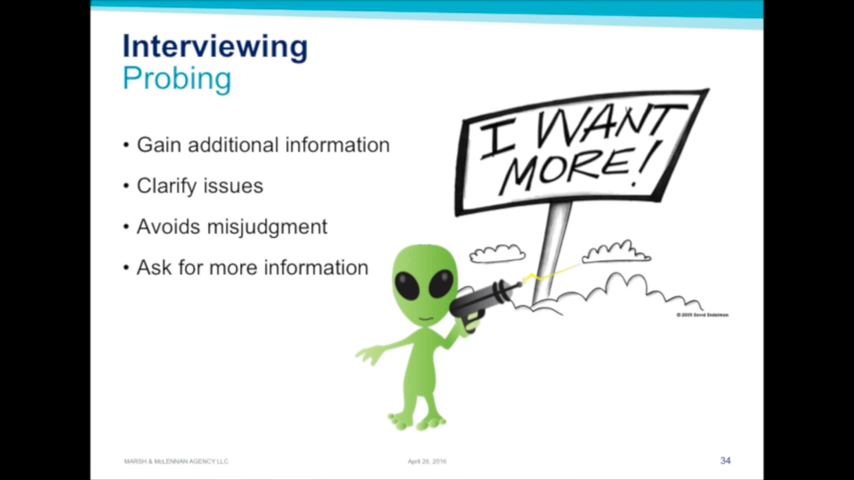 Interviewing
Probing
• Gain additional information
• Clarify issues
• Avoids misjudgment
• Ask for more information
I WANT
MORE!
MARSH & McLENNAN AGENCY LLC
April 28, 2016
34